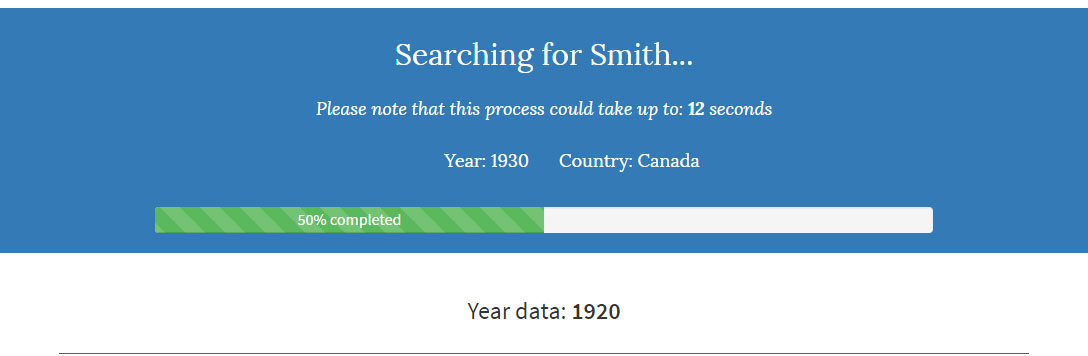 Searching for Smith...
Please note that this process could take up to: 12 seconds
Year: 1930 Country: Canada
50% completed
Year data: 1920